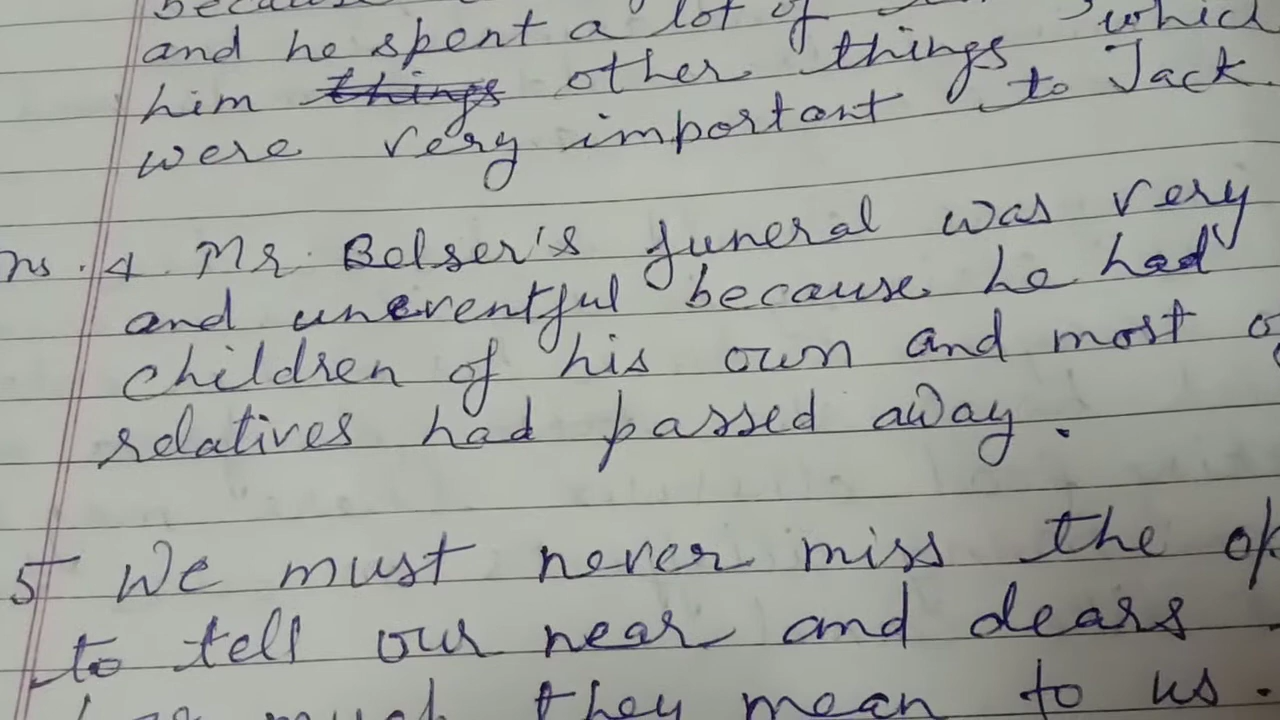 and he spent a lot of
him things other things which
were very important to Jack.
Ans. 4. Mr. Belser's funeral was very
and uneventful because he had
children of his own and most
relatives had passed away.
5 We must never miss the
to tell our near and dears
much they mean to us.